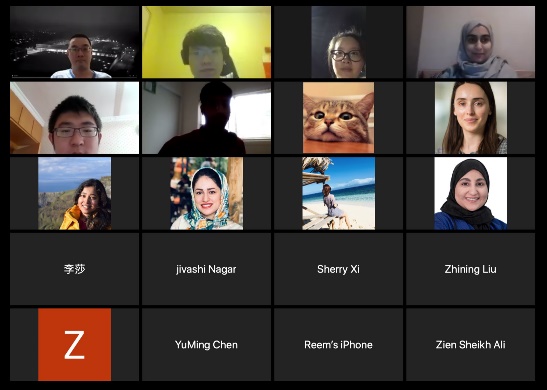 李莎
jivashi Nagar
Sherry Xi
Zhining Liu
Z
YuMing Chen
Reem's iPhone
Zien Sheikh Ali